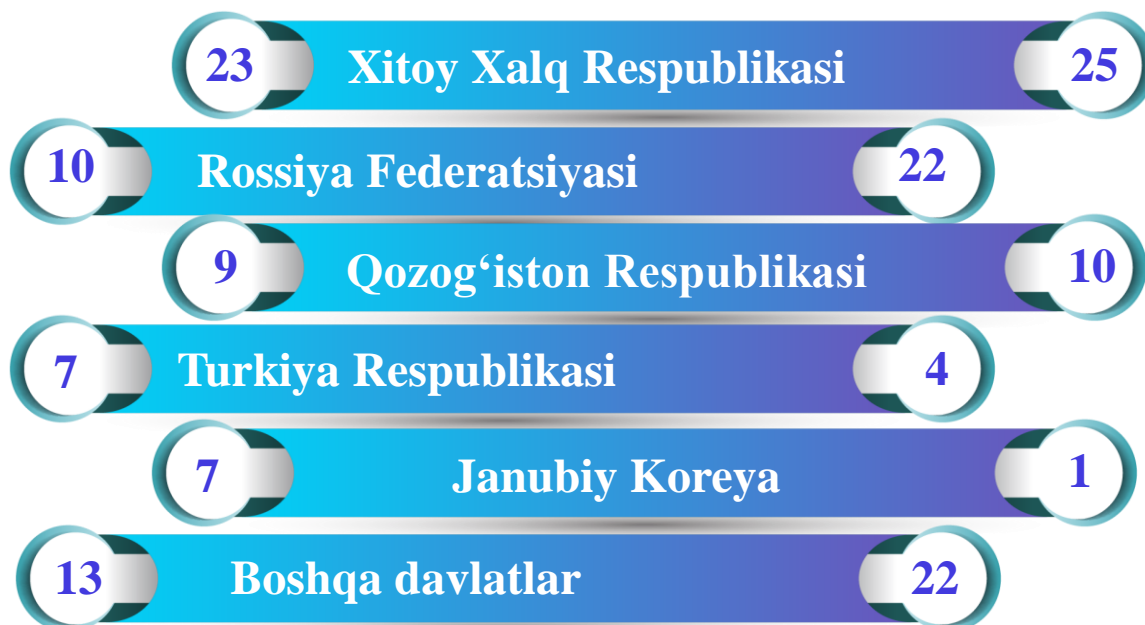 23 Xitoy Xalq Respublikasi 25
10 Rossiya Federatsiyasi 22
9 Qozog‘iston Respublikasi 10
7 Turkiya Respublikasi 4
7 Janubiy Koreya 1
13 Boshqa davlatlar 22